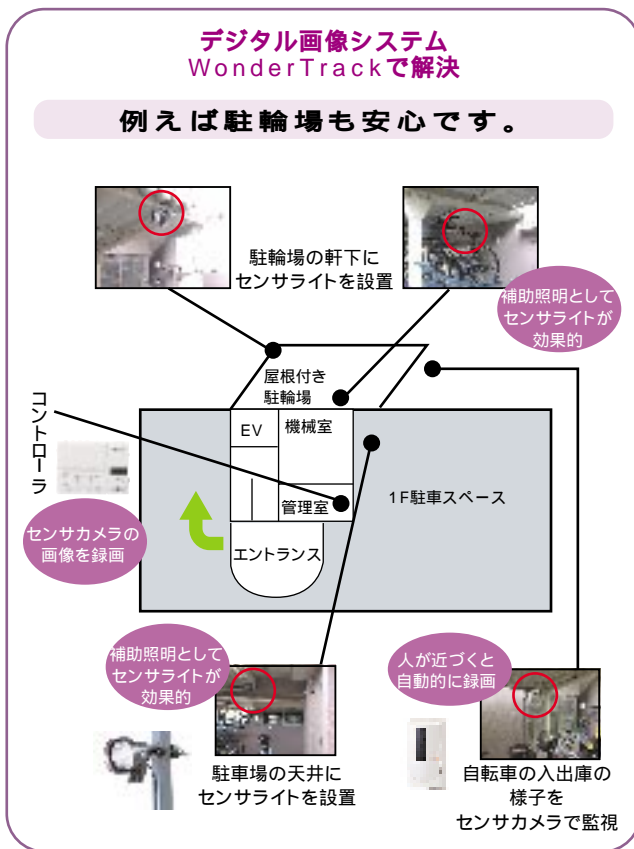 デジタル画像システム
WonderTrackで解決
例えば駐輪場も安心です。
駐輪場の軒下に
センサライトを設置
補助照明として
センサライトが
効果的
屋根付き
駐輪場
コントローラ
EV
機械室
1F駐車スペース
管理室
センサカメラの
画像を録画
エントランス
補助照明として
センサライトが
効果的
人が近づくと
自動的に録画
駐車場の天井に
センサライトを設置
自転車の入出庫の
様子を
センサカメラで監視